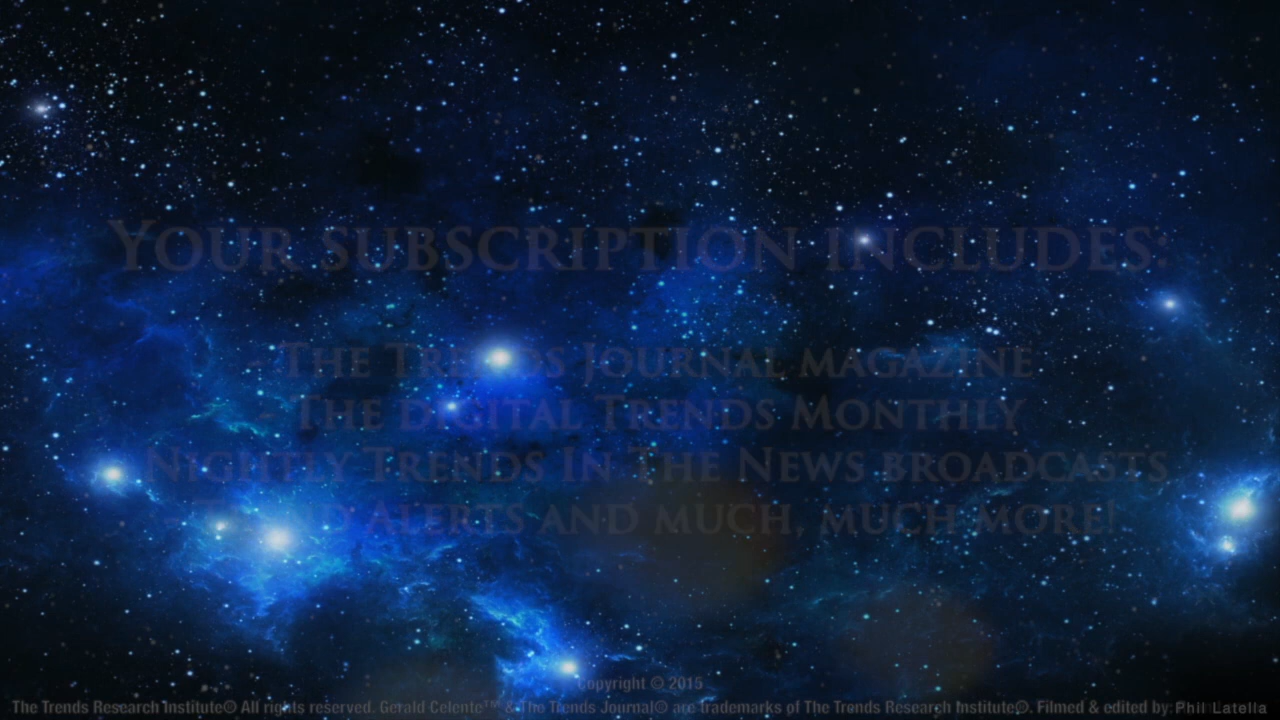 Your subscription includes:
- The Trends Journal magazine
- The digital Trends Monthly
Nightly Trends In The News broadcasts
- Trend Alerts and much, much more!
Copyright © 2015
The Trends Research Institute® All rights reserved. Gerald Celente™ & The Trends Journal® are trademarks of The Trends Research Institute®. Filmed & edited by: Phil Latella